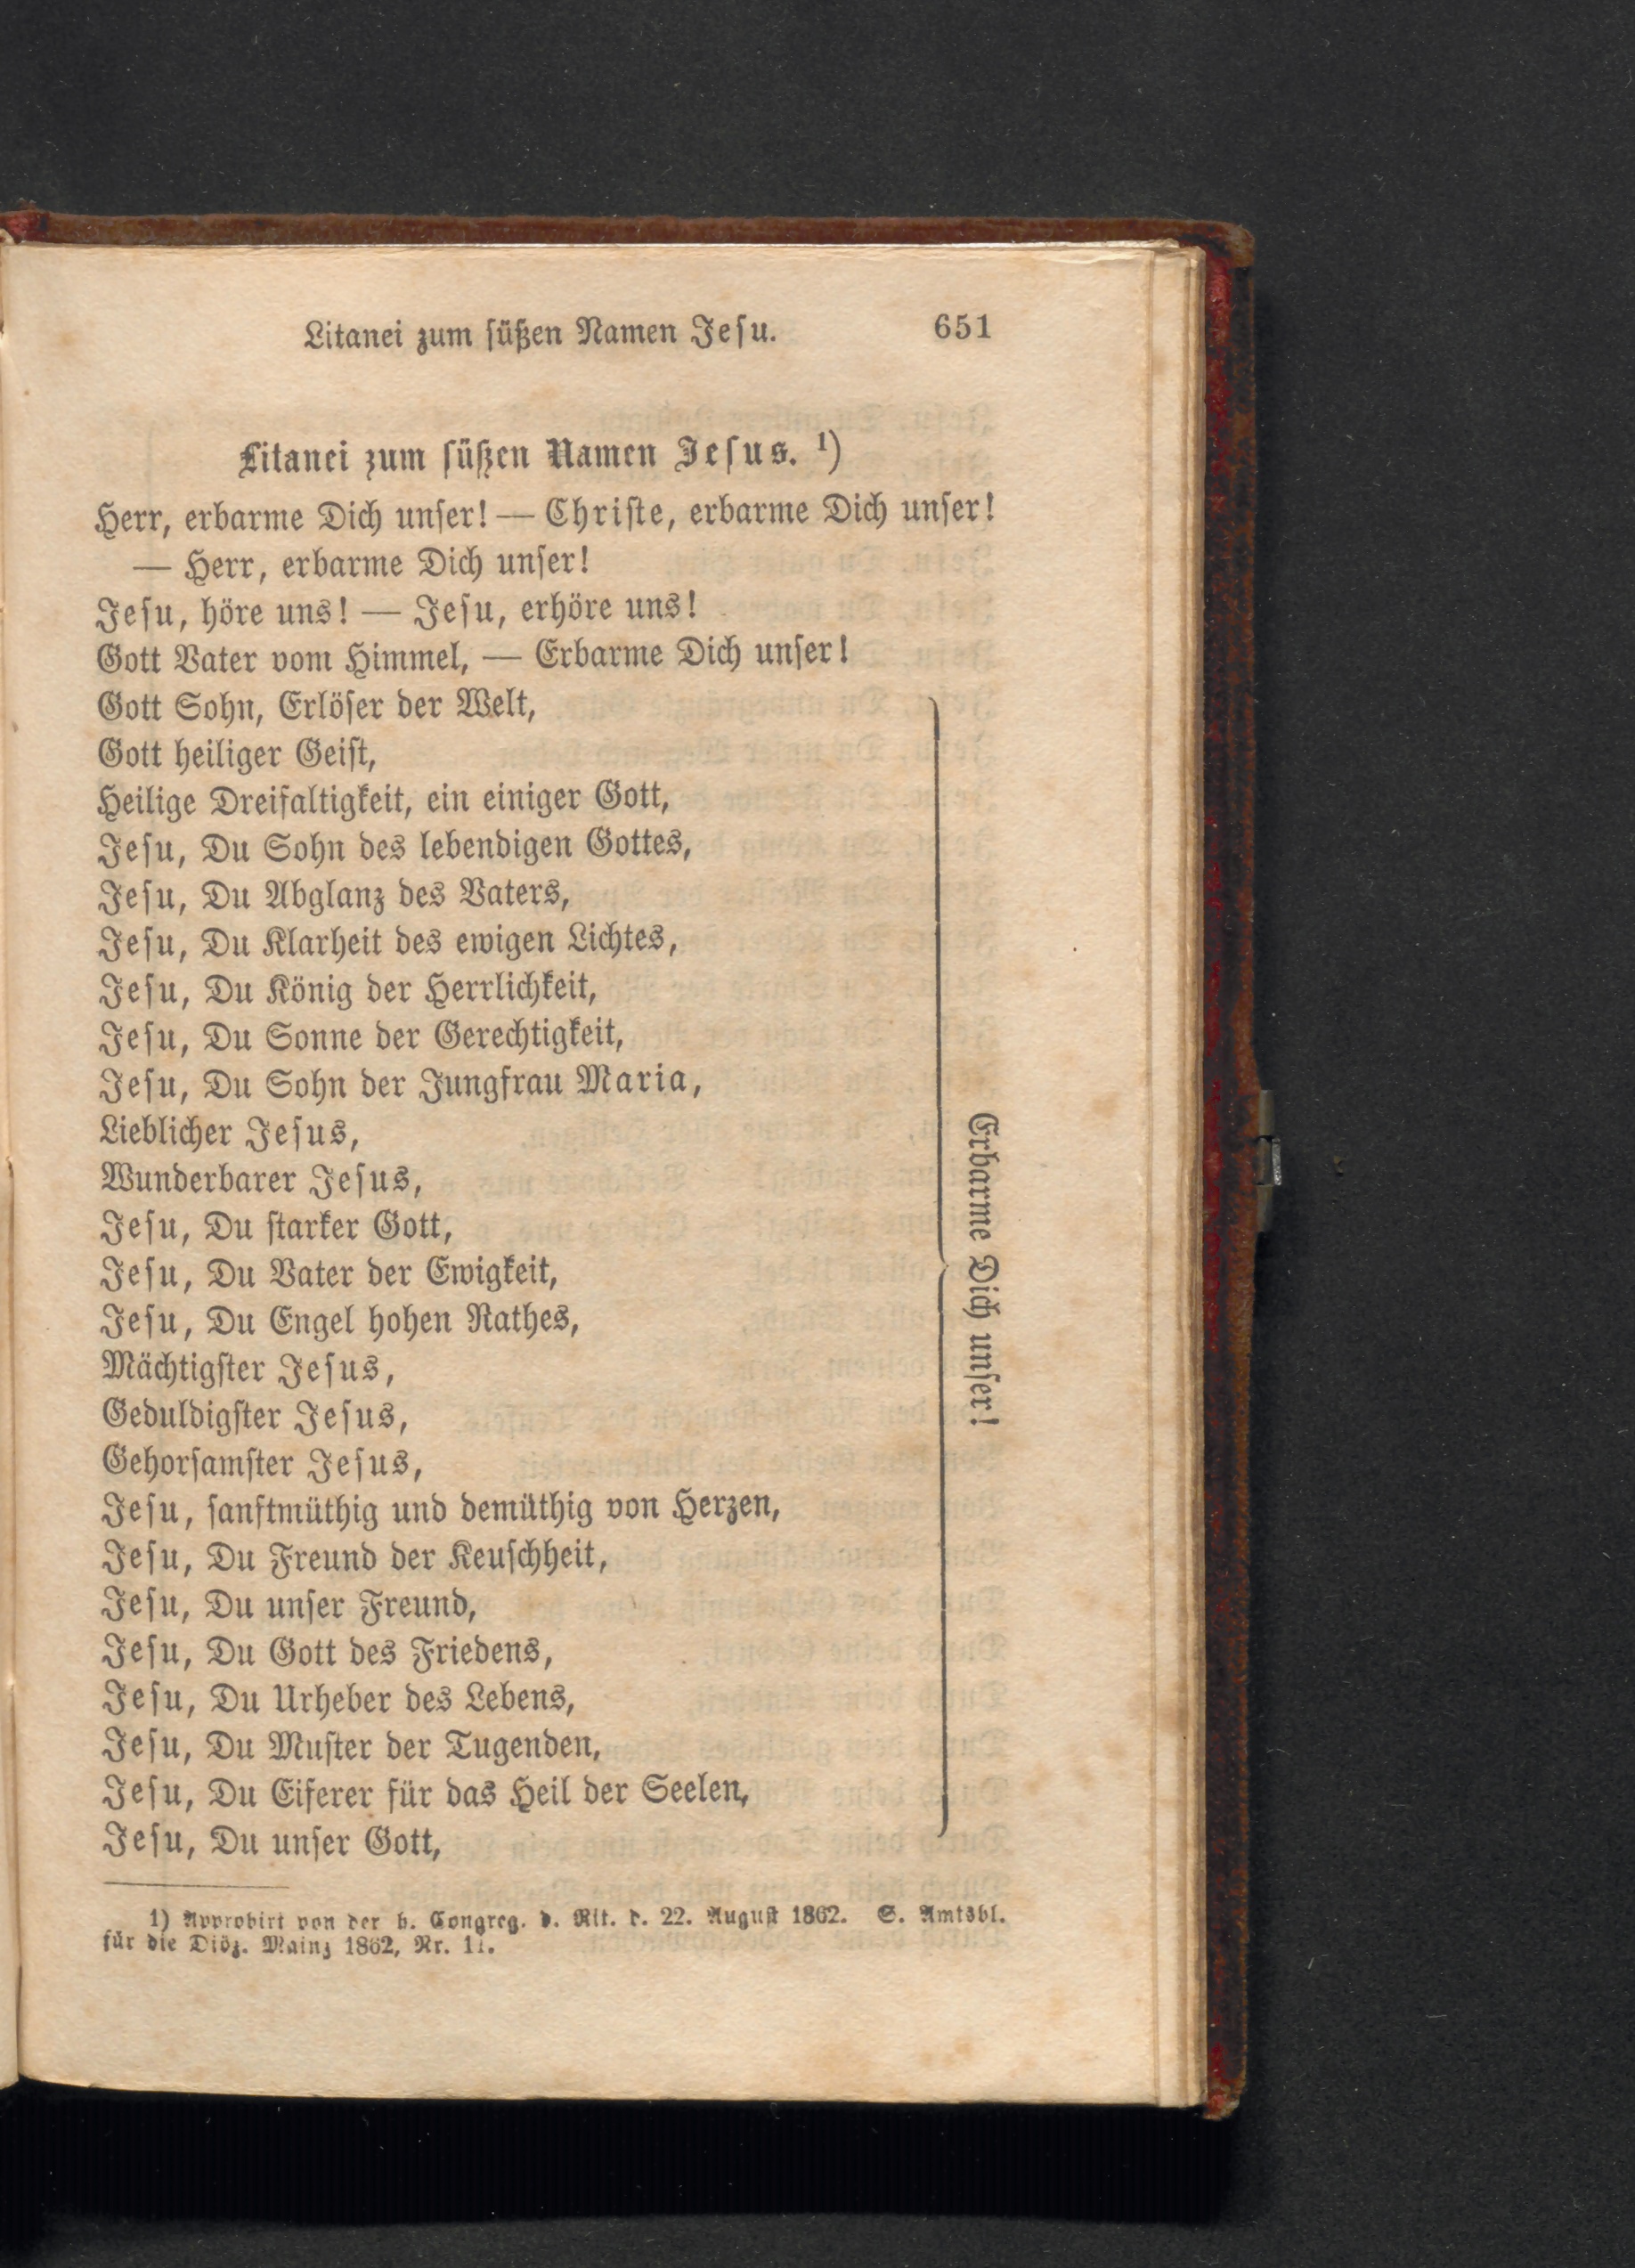 Litanei zum süßen Namen Jesu. 651
Litanei zum süßen Namen Jesus. ¹)
Herr, erbarme Dich unser! — Christe, erbarme Dich unser!
— Herr, erbarme Dich unser!
Jesu, höre uns! — Jesu, erhöre uns!
Gott Vater vom Himmel, — Erbarme Dich unser!
Gott Sohn, Erlöser der Welt,
Gott heiliger Geist,
Heilige Dreifaltigkeit, ein einiger Gott,
Jesu, Du Sohn des lebendigen Gottes,
Jesu, Du Abglanz des Vaters,
Jesu, Du Klarheit des ewigen Lichtes,
Jesu, Du König der Herrlichkeit,
Jesu, Du Sonne der Gerechtigkeit,
Jesu, Du Sohn der Jungfrau Maria,
Lieblicher Jesus,
Wunderbarer Jesus,
Jesu, Du starker Gott,
Jesu, Du Vater der Ewigkeit,
Jesu, Du Engel hohen Rathes,
Mächtigster Jesus,
Geduldigster Jesus,
Gehorsamster Jesus,
Jesu, sanftmüthig und demüthig von Herzen,
Jesu, Du Freund der Keuschheit,
Jesu, Du unser Freund,
Jesu, Du Gott des Friedens,
Jesu, Du Urheber des Lebens,
Jesu, Du Muster der Tugenden,
Jesu, Du Eiferer für das Heil der Seelen,
Jesu, Du unser Gott,
Erbarme Dich unser!
1) Approbirt von der h. Congreg. d. Rit. d. 22. August 1862. S. Amtsbl.
für die Diöz. Mainz 1862, Nr. 11.